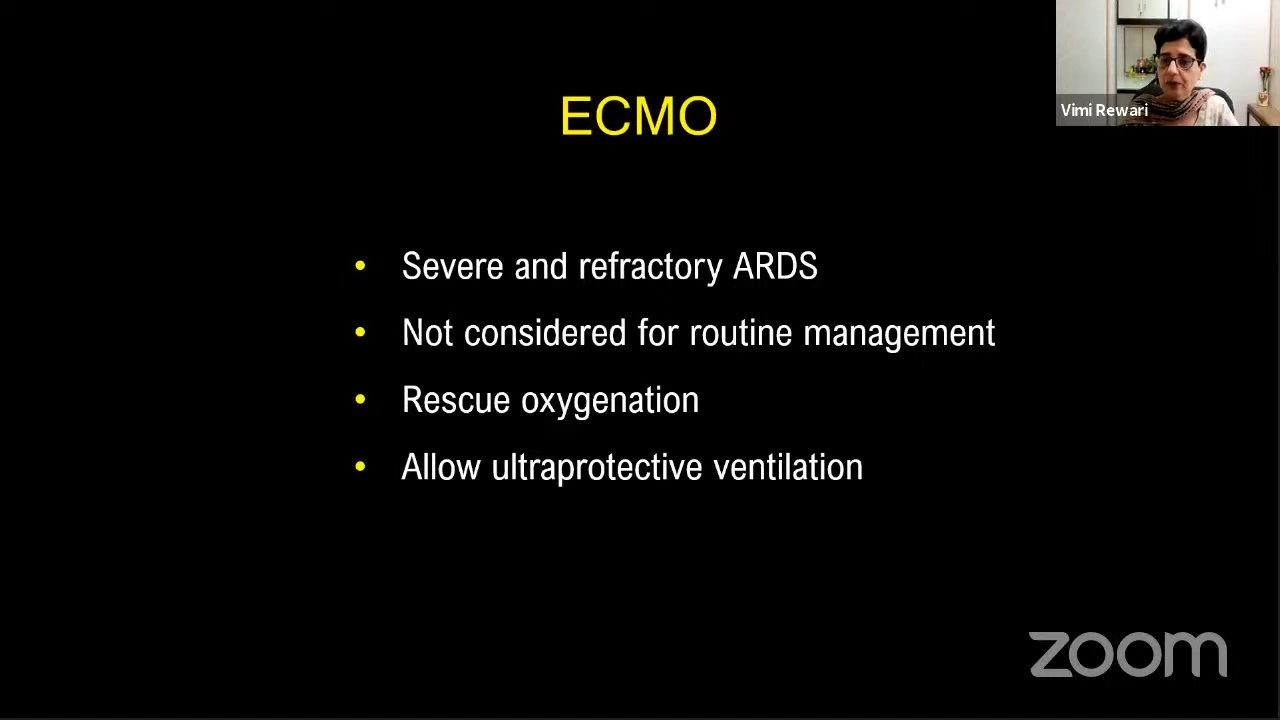 Vimi Rewari
ECMO
• Severe and refractory ARDS
• Not considered for routine management
• Rescue oxygenation
• Allow ultraprotective ventilation
zoom